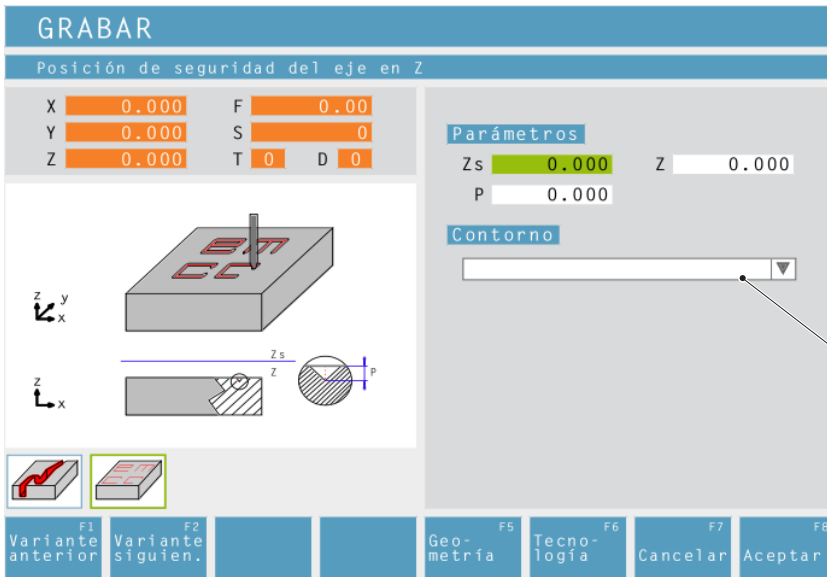 GRABAR
Posición de seguridad del eje en Z
X 0.000 F 0.00
Y 0.000 S 0
Z 0.000 T 0 D 0
Parámetros
Zs 0.000 Z 0.000
P 0.000
Contorno
z y
x
Zs
Z
P
z
x
F1
Variante
anterior
F2
Variante
siguien.
F5
Geo-
metría
F6
Tecno-
logía
F7
Cancelar
F8
Aceptar